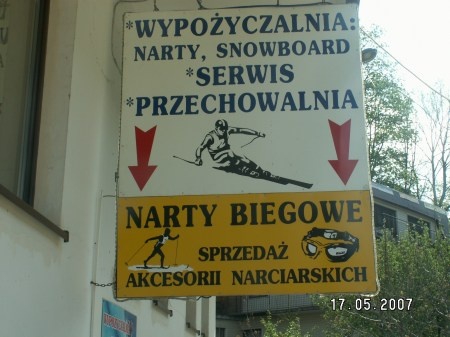 *WYPOŻYCZALNIA:
NARTY, SNOWBOARD
*SERWIS
*PRZECHOWALNIA
NARTY BIEGOWE
SPRZEDAŻ
AKCESORII NARCIARSKICH
17.05.2007